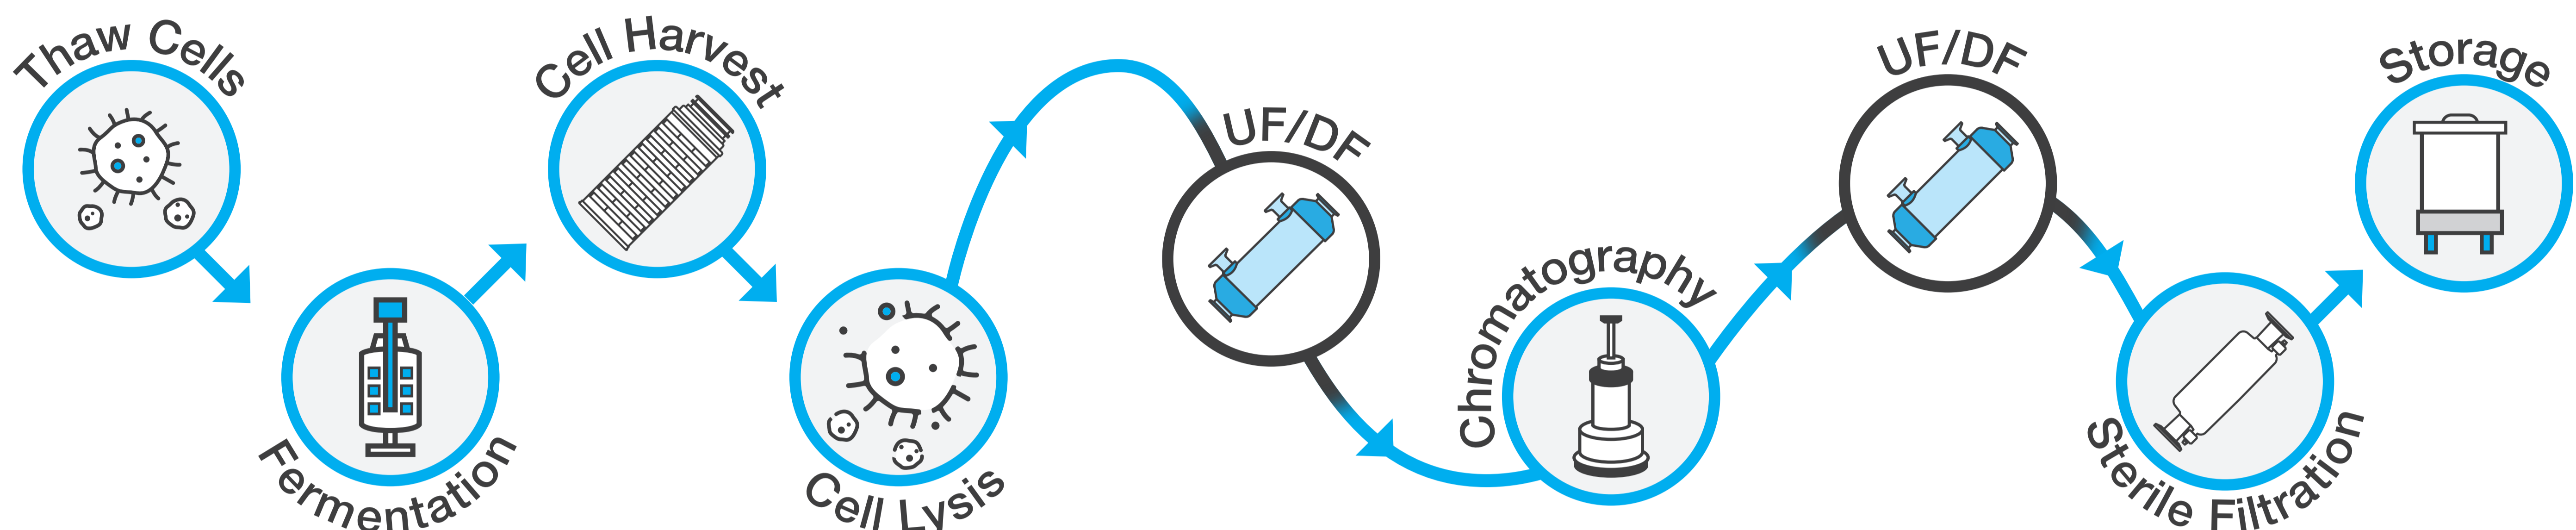 Thaw Cells
Fermentation
Cell Harvest
Cell Lysis
UF/DF
Chromatography
UF/DF
Sterile Filtration
Storage